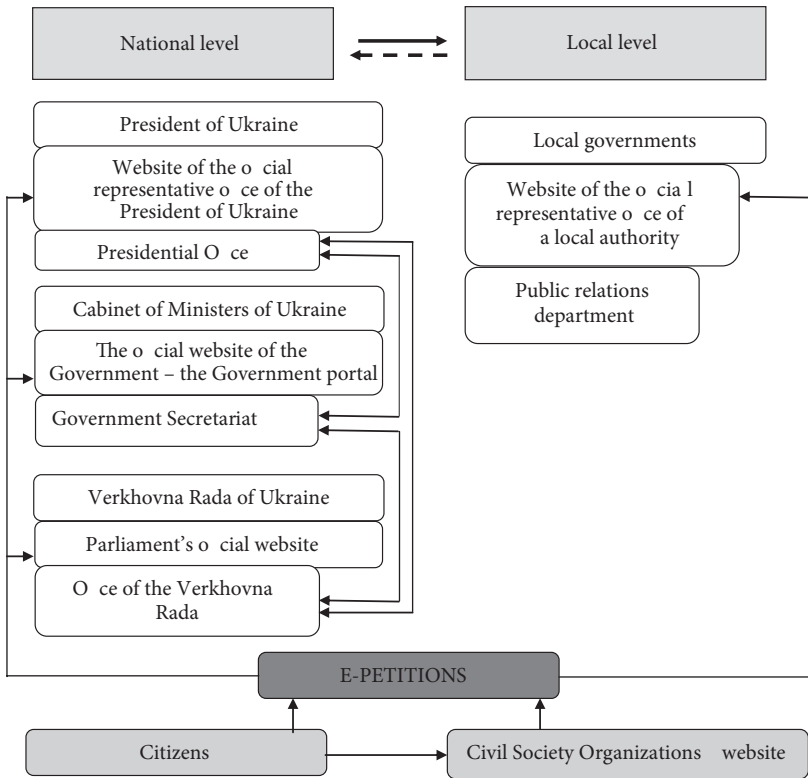 National level
Local level
President of Ukraine
Website of the o cial
representative o ce of the
President of Ukraine
Presidential O ce
Cabinet of Ministers of Ukraine
The o cial website of the
Government – the Government portal
Government Secretariat
Verkhovna Rada of Ukraine
Parliament's o cial website
O ce of the Verkhovna
Rada
Local governments
Website of the o cia l
representative o ce of
a local authority
Public relations
department
E-PETITIONS
Citizens
Civil Society Organizations website